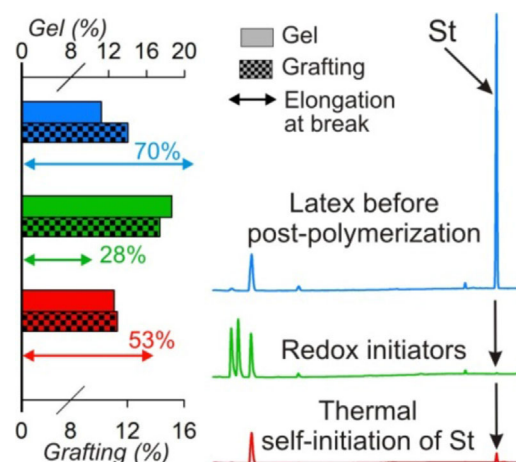 Gel (%)
0 12 16 20
Gel
Grafting
Elongation
at break
St
70%
28%
53%
Latex before
post-polymerization
Redox initiators
Thermal
self-initiation of St
0 8 12 16
Grafting (%)